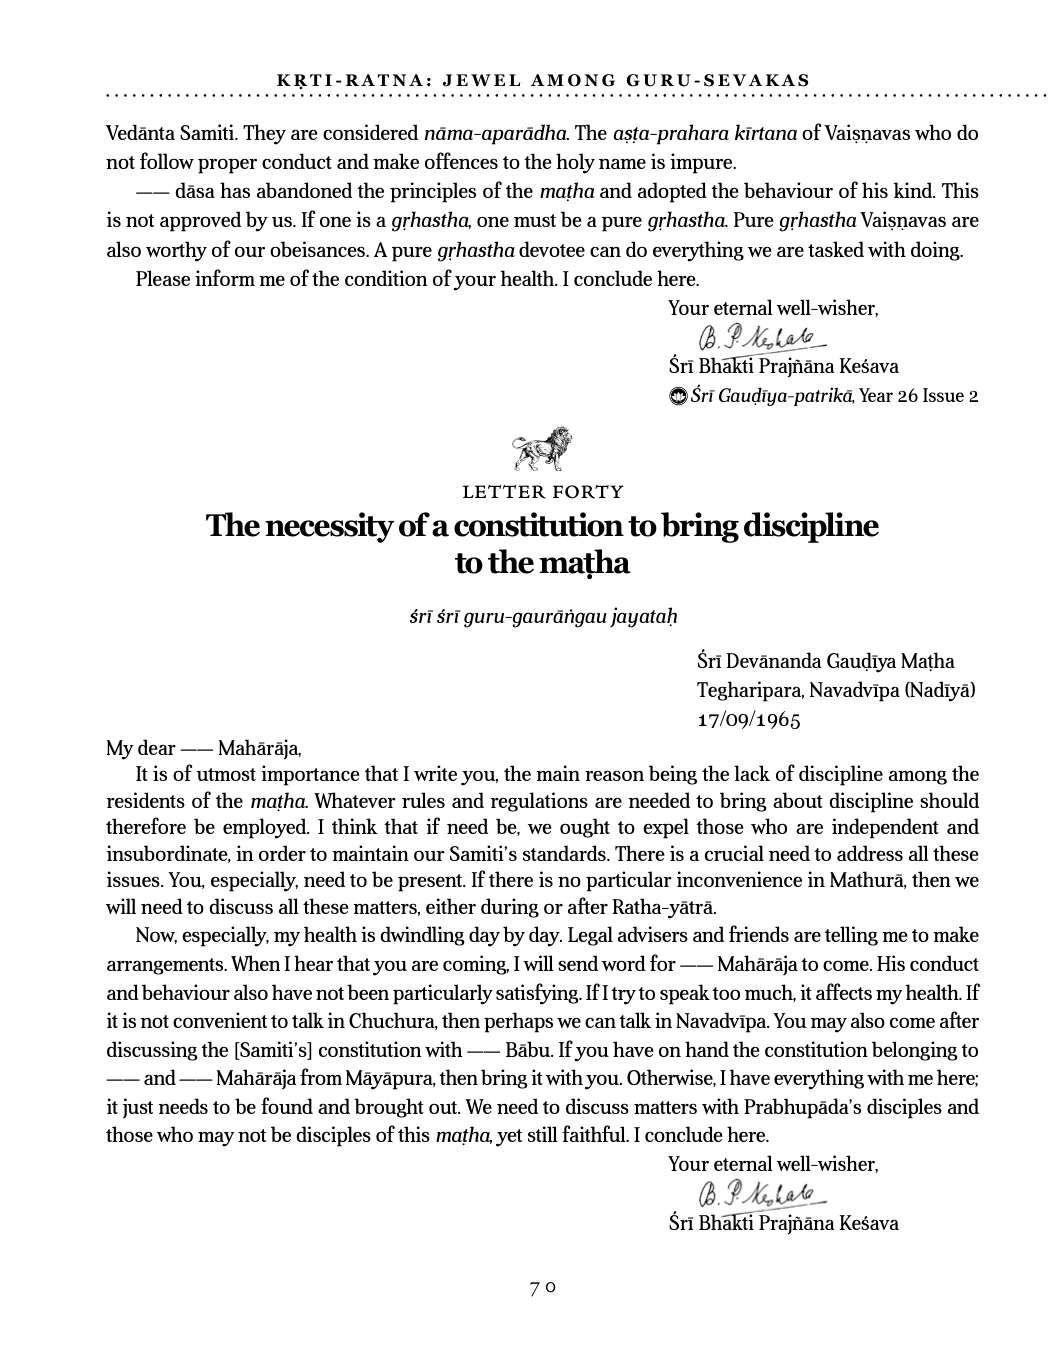 KṚTI-RATNA: JEWEL AMONG GURU-SEVAKAS
Vedānta Samiti. They are considered nāma-aparādha. The aṣṭa-prahara kīrtana of Vaiṣṇavas who do
not follow proper conduct and make offences to the holy name is impure.
—— dāsa has abandoned the principles of the maṭha and adopted the behaviour of his kind. This
is not approved by us. If one is a gṛhastha, one must be a pure gṛhastha. Pure gṛhastha Vaiṣṇavas are
also worthy of our obeisances. A pure gṛhastha devotee can do everything we are tasked with doing.
Please inform me of the condition of your health. I conclude here.
Your eternal well-wisher,
B. P. Keshab
Śrī Bhakti Prajñāna Keśava
Śrī Gauḍīya-patrikā, Year 26 Issue 2
LETTER FORTY
The necessity of a constitution to bring discipline
to the maṭha
śrī śrī guru-gaurāṅgau jayataḥ
Śrī Devānanda Gauḍīya Maṭha
Tegharipara, Navadvīpa (Nadīyā)
17/09/1965
My dear —— Mahārāja,
It is of utmost importance that I write you, the main reason being the lack of discipline among the
residents of the maṭha. Whatever rules and regulations are needed to bring about discipline should
therefore be employed. I think that if need be, we ought to expel those who are independent and
insubordinate, in order to maintain our Samiti's standards. There is a crucial need to address all these
issues. You, especially, need to be present. If there is no particular inconvenience in Mathurā, then we
will need to discuss all these matters, either during or after Ratha-yātrā.
Now, especially, my health is dwindling day by day. Legal advisers and friends are telling me to make
arrangements. When I hear that you are coming, I will send word for —— Mahārāja to come. His conduct
and behaviour also have not been particularly satisfying. If I try to speak too much, it affects my health. If
it is not convenient to talk in Chuchura, then perhaps we can talk in Navadvīpa. You may also come after
discussing the [Samiti's] constitution with —— Bābu. If you have on hand the constitution belonging to
—— and —— Mahārāja from Māyāpura, then bring it with you. Otherwise, I have everything with me here;
it just needs to be found and brought out. We need to discuss matters with Prabhupāda's disciples and
those who may not be disciples of this maṭha, yet still faithful. I conclude here.
Your eternal well-wisher,
B. P. Keshab
Śrī Bhakti Prajñāna Keśava
70